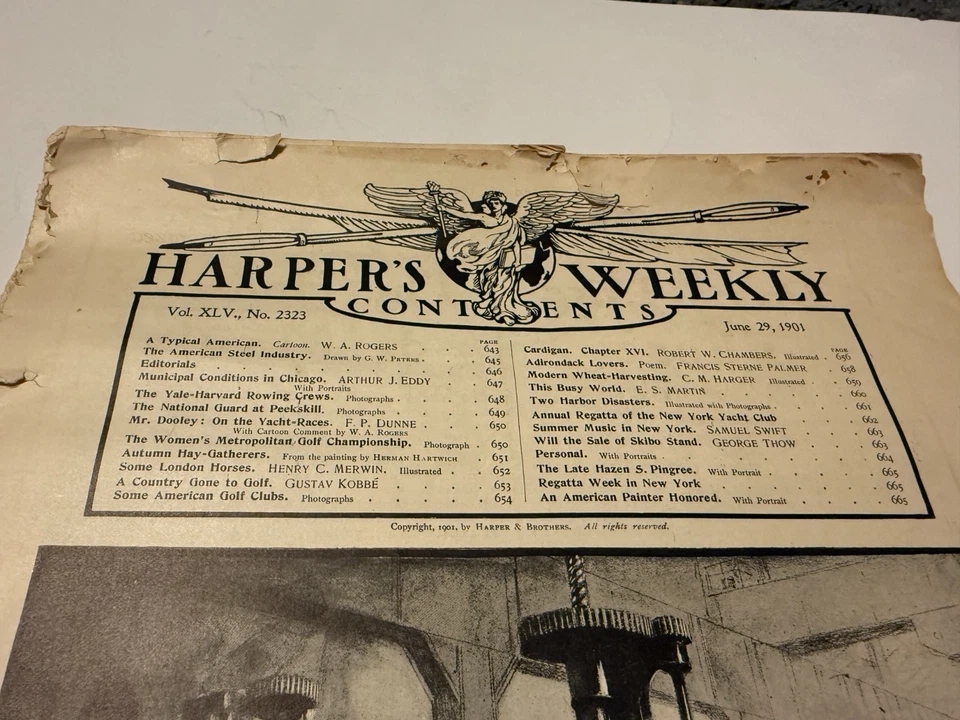 HARPER'S WEEKLY
CONTENTS
Vol. XLV., No. 2323
June 29, 1901
PAGE
A Typical American. Cartoon. W. A. ROGERS . . . 643
The American Steel Industry. Drawn by G. W. PETERS . . 645
Editorials . . . . . . . . 646
Municipal Conditions in Chicago. ARTHUR J. EDDY . . 647
With Portraits
The Yale-Harvard Rowing Crews. Photographs . . . 648
The National Guard at Peekskill. Photographs . . . 649
Mr. Dooley: On the Yacht-Races. F. P. DUNNE . . 650
With Cartoon Comment by W. A. ROGERS
The Women's Metropolitan Golf Championship. Photograph . 650
Autumn Hay-Gatherers. From the painting by HERMAN HARTWICH . 651
Some London Horses. HENRY C. MERWIN. Illustrated . . 652
A Country Gone to Golf. GUSTAV KOBBÉ . . . 653
Some American Golf Clubs. Photographs . . . . 654
PAGE
Cardigan. Chapter XVI. ROBERT W. CHAMBERS. Illustrated . 656
Adirondack Lovers. Poem. FRANCIS STERNE PALMER . 658
Modern Wheat-Harvesting. C. M. HARGER Illustrated . 659
This Busy World. E. S. MARTIN . . . . 660
Two Harbor Disasters. Illustrated with Photographs . . . 661
Annual Regatta of the New York Yacht Club . . . 662
Summer Music in New York. SAMUEL SWIFT . . . 663
Will the Sale of Skibo Stand. GEORGE THOW . . . 663
Personal. With Portraits . . . . . . 664
The Late Hazen S. Pingree. With Portrait . . . . 665
Regatta Week in New York . . . . . . 665
An American Painter Honored. With Portrait . . . 665
Copyright, 1901, by HARPER & BROTHERS. All rights reserved.